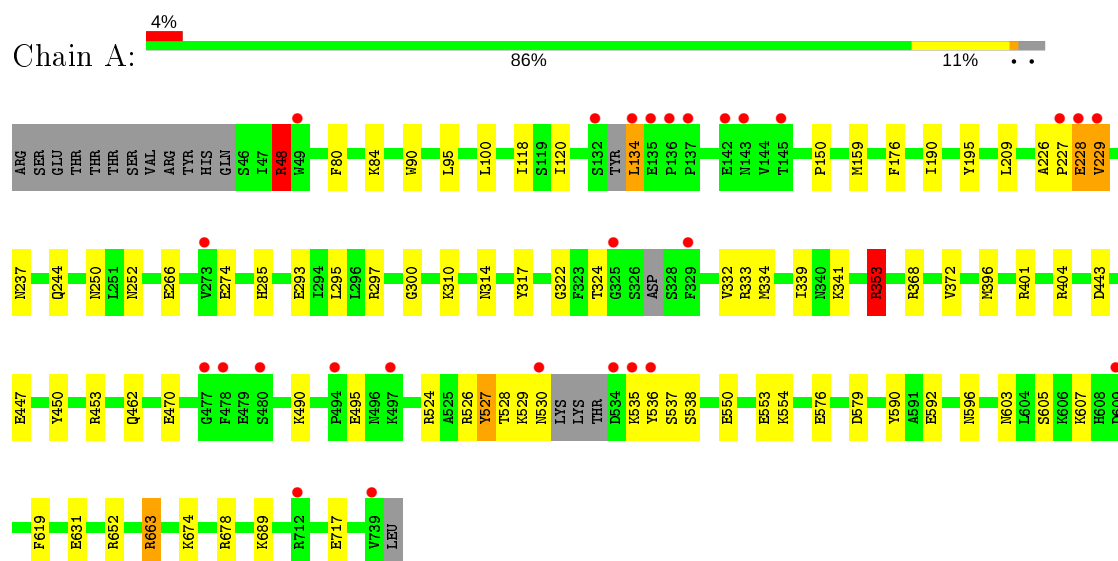 4%
Chain A:
86% 11% • •
ARG SER GLU THR THR THR SER VAL ARG TYR HIS GLN S46 I47 R48 W49 F80 K84 W90 L95 L100 I118 S119 I120 S132 TYR L134 E135 P136 P137 E142 N143 V144 T145 P150 M159 F176 I190 Y195 L209 A226 P227 E228 V229
N237 Q244 N250 L251 N252 E266 V273 E274 H285 E293 I294 L295 L296 R297 G300 K310 N314 Y317 G322 F323 T324 G325 S326 ASP S328 F329 V332 R333 M334 I339 N340 K341 R353 R368 V372 M396 R401 R404 D443
E447 Y450 R453 Q462 E470 G477 F478 E479 S480 K490 P494 E495 N496 K497 R524 A525 R526 Y527 T528 K529 N530 LYS LYS THR D534 K535 Y536 S537 S538 E550 E553 K554 E576 D579 Y590 A591 E592 N596 N603 L604 S605 K606 K607 H608 D609
F619 E631 R652 R663 K674 R678 K689 R712 E717 V739 LEU